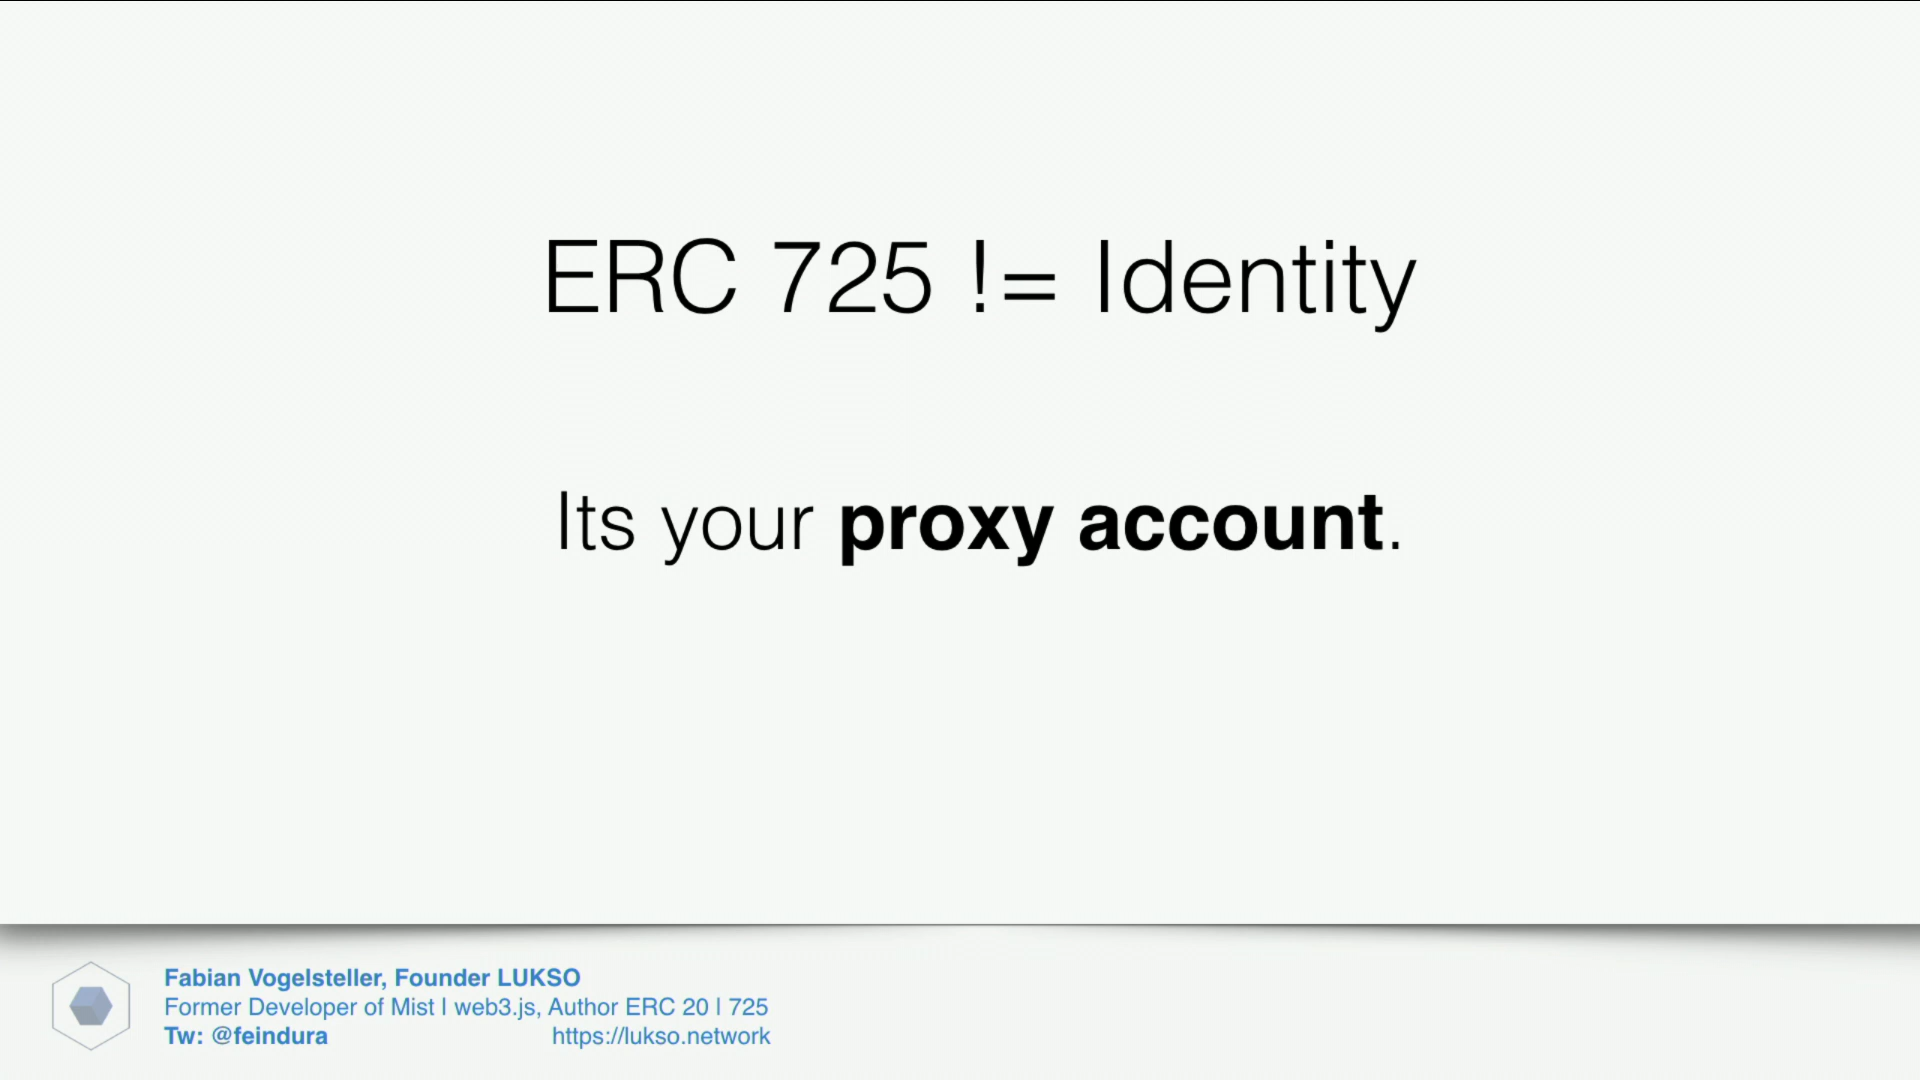 ERC 725 != Identity
Its your proxy account.
Fabian Vogelsteller, Founder LUKSO
Former Developer of Mist | web3.js, Author ERC 20 | 725
Tw: @feindura https://lukso.network